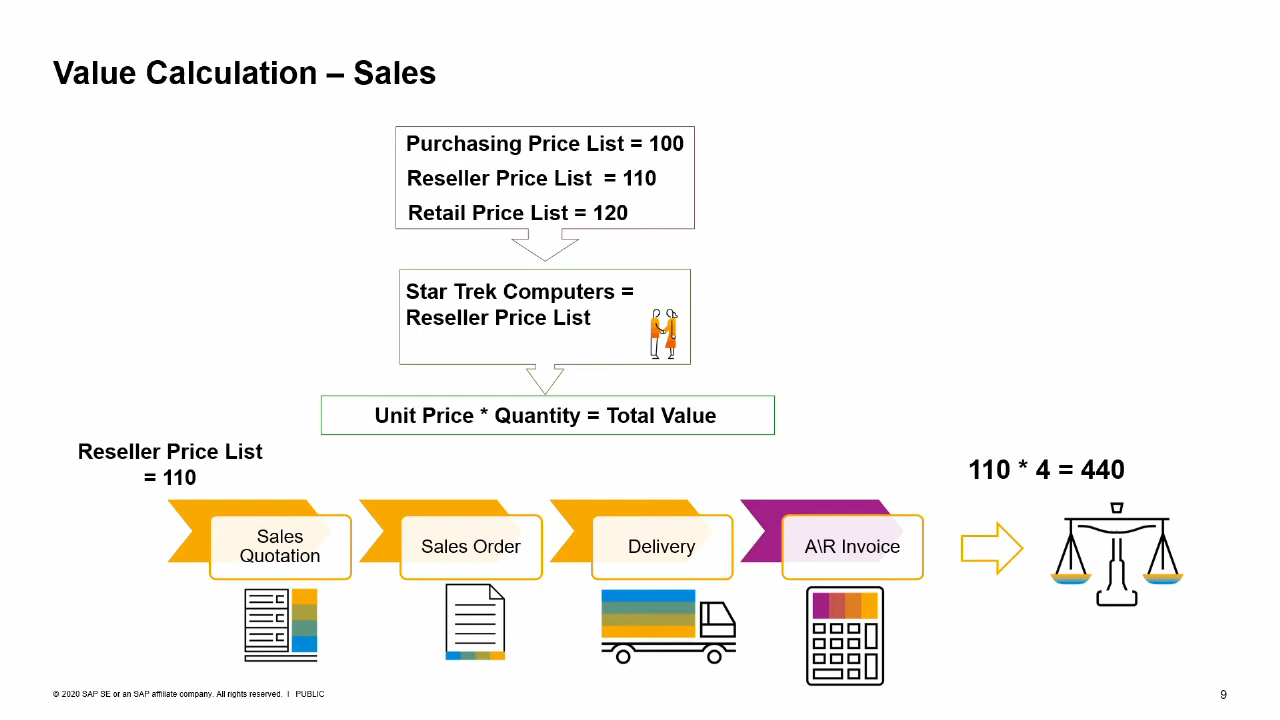 Value Calculation – Sales
Purchasing Price List = 100
Reseller Price List = 110
Retail Price List = 120
Star Trek Computers =
Reseller Price List
Unit Price * Quantity = Total Value
Reseller Price List
= 110
110 * 4 = 440
Sales
Quotation
Sales Order
Delivery
A\R Invoice
© 2020 SAP SE or an SAP affiliate company. All rights reserved. I PUBLIC
9